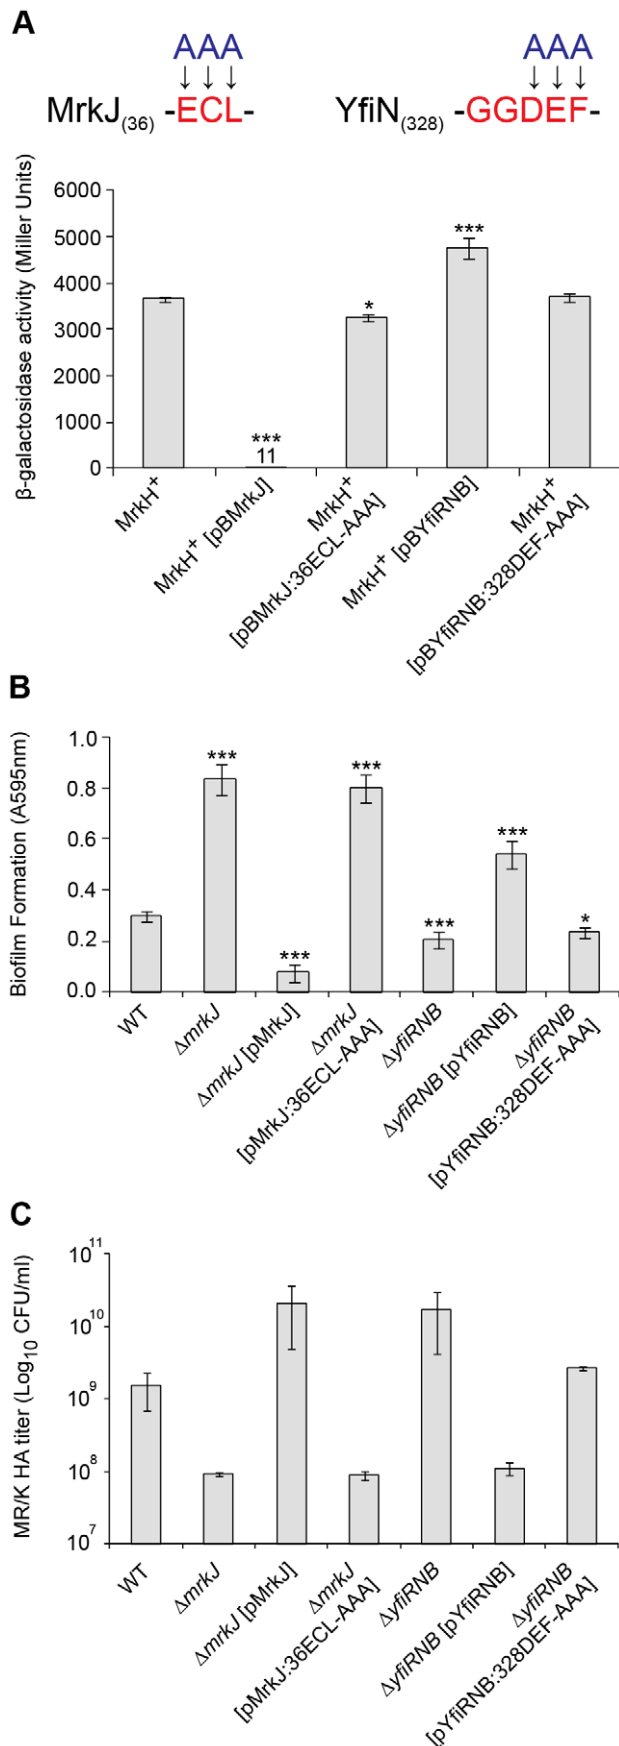 A
AAA
MrkJ(36) -ECL-
AAA
YfiN(328) -GGDEF-
β-galactosidase activity (Miller Units)
6000
5000
4000
3000
2000
1000
0
***
11
*
***
MrkH+
MrkH+ [pBMrkJ]
MrkH+
[pBMrkJ:36ECL-AAA]
MrkH+ [pBYfiRNB]
MrkH+
[pBYfiRNB:328DEF-AAA]
B
Biofilm Formation (A595nm)
1.0
0.8
0.6
0.4
0.2
0.0
***
***
***
***
***
*
WT
ΔmrkJ
ΔmrkJ [pMrkJ]
ΔmrkJ
[pMrkJ:36ECL-AAA]
ΔyfiRNB
ΔyfiRNB [pYfiRNB]
ΔyfiRNB
[pYfiRNB:328DEF-AAA]
C
MR/K HA titer (Log10 CFU/ml)
10^11
10^10
10^9
10^8
10^7
WT
ΔmrkJ
ΔmrkJ [pMrkJ]
ΔmrkJ
[pMrkJ:36ECL-AAA]
ΔyfiRNB
ΔyfiRNB [pYfiRNB]
ΔyfiRNB
[pYfiRNB:328DEF-AAA]